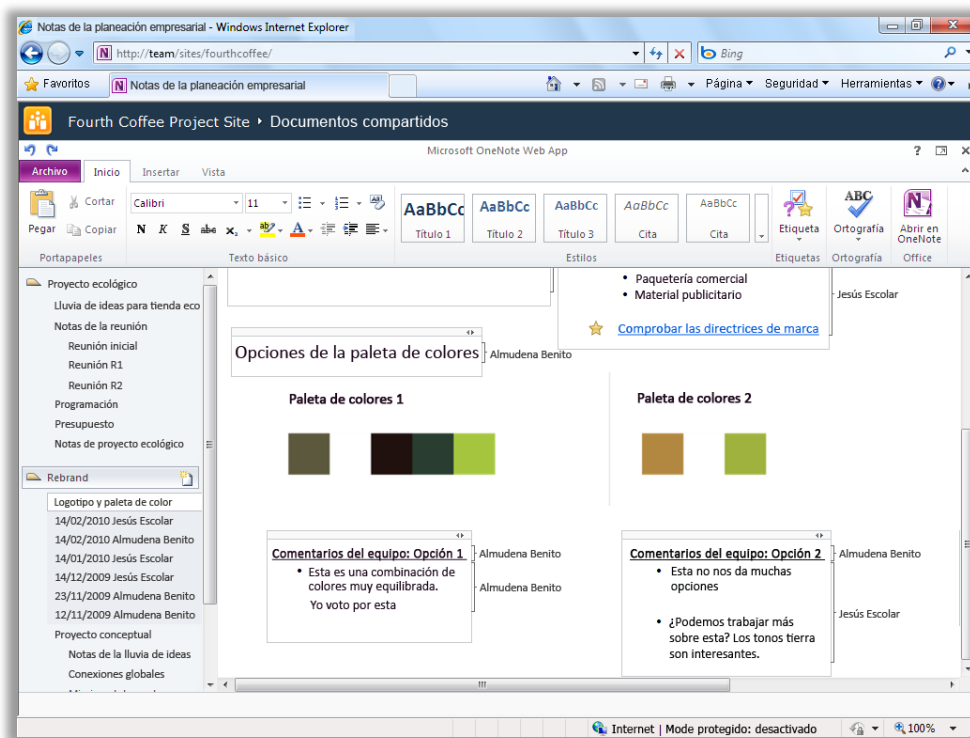 Notas de la planeación empresarial - Windows Internet Explorer
http://team/sites/fourthcoffee/
Bing
Favoritos
Notas de la planeación empresarial
Página
Seguridad
Herramientas
Fourth Coffee Project Site
Documentos compartidos
Microsoft OneNote Web App
Archivo
Inicio
Insertar
Vista
Pegar
Cortar
Copiar
Portapapeles
Calibri
11
N K S abc x₂ ab A
Texto básico
AaBbCc
Título 1
AaBbCc
Título 2
AaBbCc
Título 3
AaBbCc
Cita
AaBbCc
Cita
Estilos
Etiqueta
Etiquetas
ABC
Ortografía
Ortografía
Abrir en
OneNote
Office
Proyecto ecológico
Lluvia de ideas para tienda eco
Notas de la reunión
Reunión inicial
Reunión R1
Reunión R2
Programación
Presupuesto
Notas de proyecto ecológico
Rebrand
Logotipo y paleta de color
14/02/2010 Jesús Escolar
14/02/2010 Almudena Benito
14/01/2010 Jesús Escolar
14/12/2009 Jesús Escolar
23/11/2009 Almudena Benito
12/11/2009 Almudena Benito
Proyecto conceptual
Notas de la lluvia de ideas
Conexiones globales
• Paquetería comercial
• Material publicitario
Jesús Escolar
Comprobar las directrices de marca
Opciones de la paleta de colores
Almudena Benito
Paleta de colores 1
Paleta de colores 2
Comentarios del equipo: Opción 1
Almudena Benito
• Esta es una combinación de
colores muy equilibrada.
Almudena Benito
Yo voto por esta
Comentarios del equipo: Opción 2
Almudena Benito
• Esta no nos da muchas
opciones
• ¿Podemos trabajar más
sobre esta? Los tonos tierra
son interesantes.
Jesús Escolar
Internet | Modo protegido: desactivado
100%